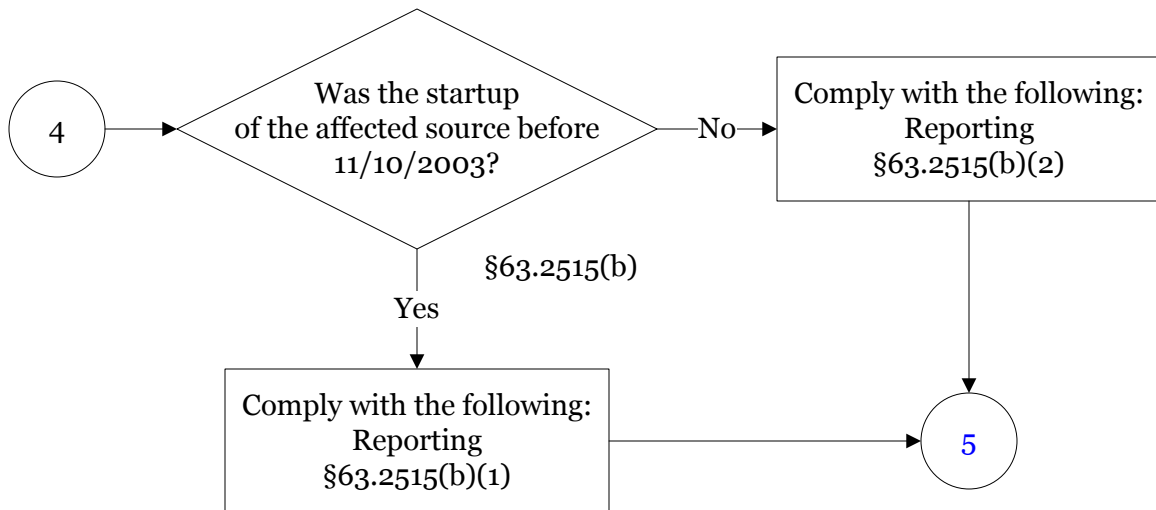 4
Was the startup
of the affected source before
11/10/2003?
No
Comply with the following:
Reporting
§63.2515(b)(2)
§63.2515(b)
Yes
Comply with the following:
Reporting
§63.2515(b)(1)
5